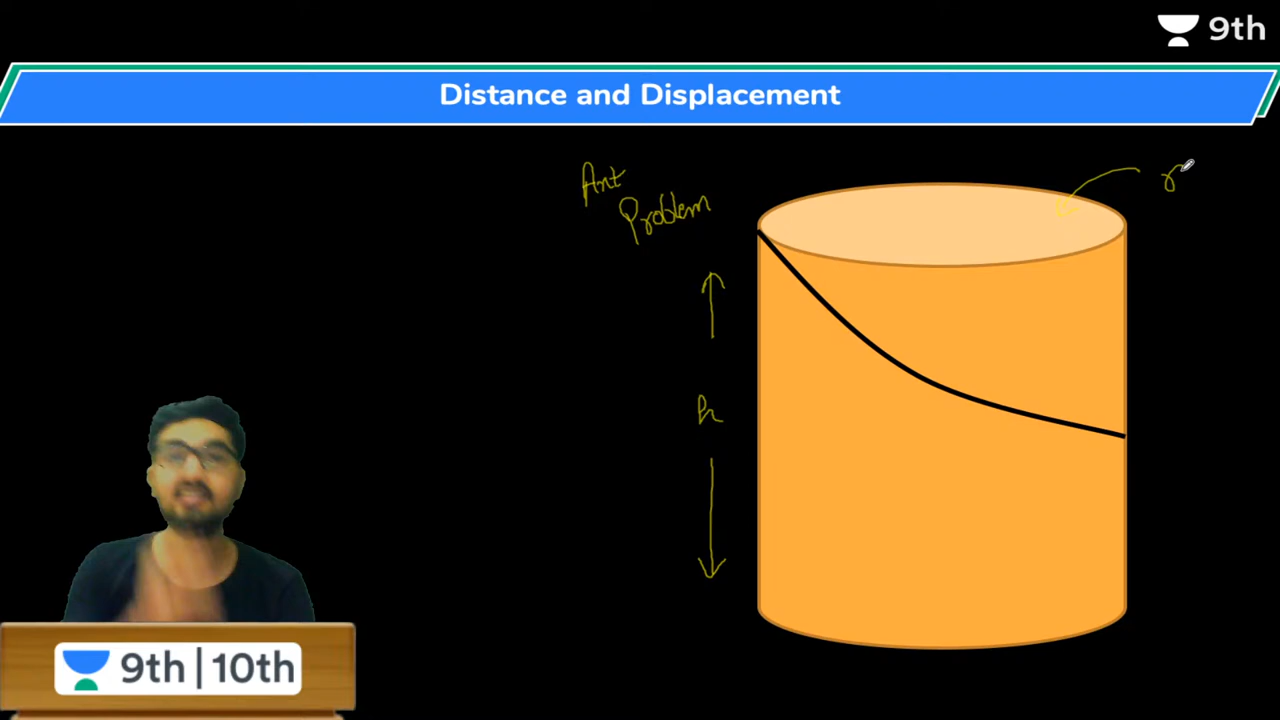 9th
Distance and Displacement
Ant
Problem
r
h
9th | 10th